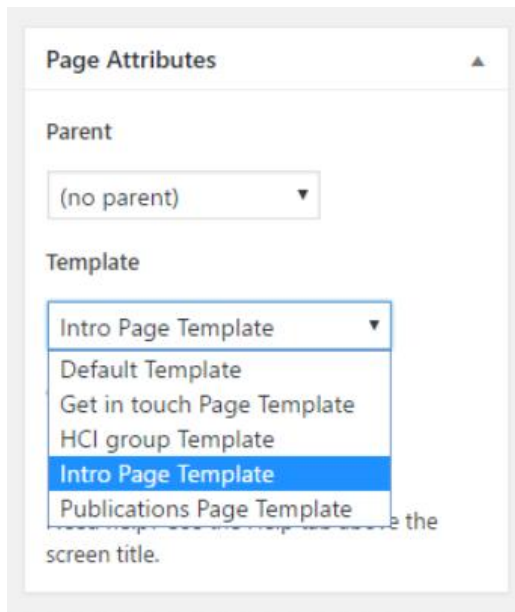 Page Attributes
Parent
(no parent)
Template
Intro Page Template
Default Template
Get in touch Page Template
HCI group Template
Intro Page Template
Publications Page Template
the
screen title.